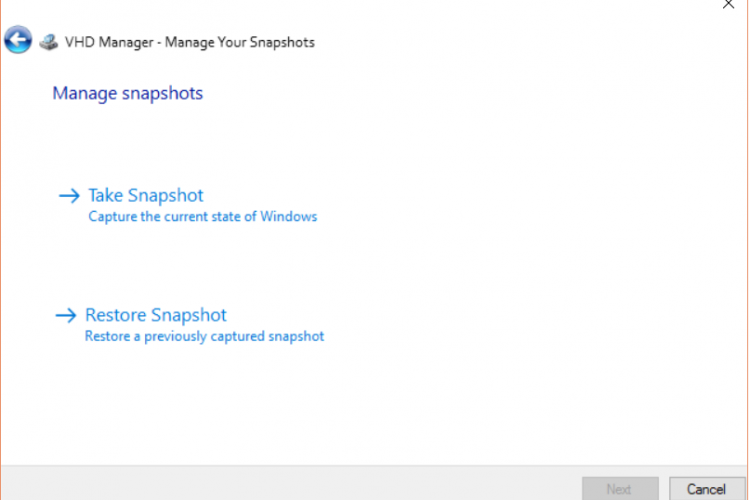 VHD Manager - Manage Your Snapshots
Manage snapshots
Take Snapshot
Capture the current state of Windows
Restore Snapshot
Restore a previously captured snapshot
Next Cancel